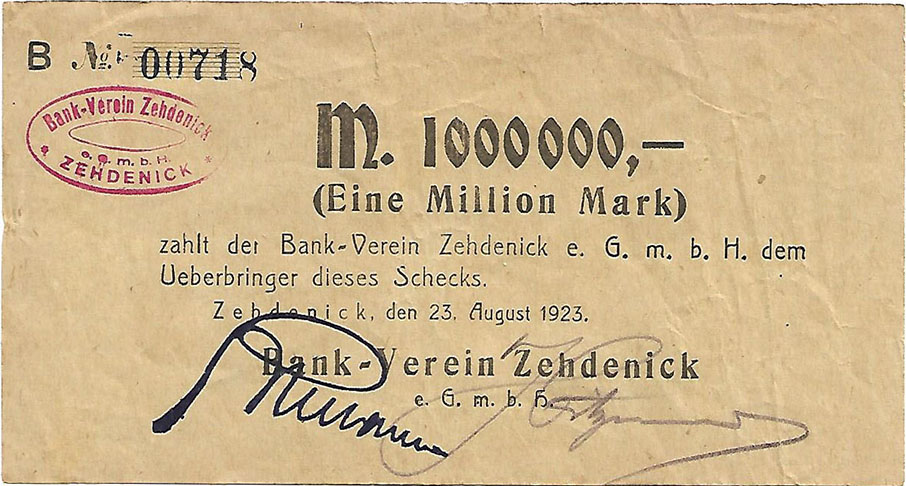 B No. 00718
Bank-Verein Zehdenick
e. G. m. b. H.
* ZEHDENICK *
M. 1000000,—
(Eine Million Mark)
zahlt der Bank-Verein Zehdenick e. G. m. b. H. dem
Ueberbringer dieses Schecks.
Zehdenick, den 23. August 1923.
Bank-Verein Zehdenick
e. G. m. b. H.